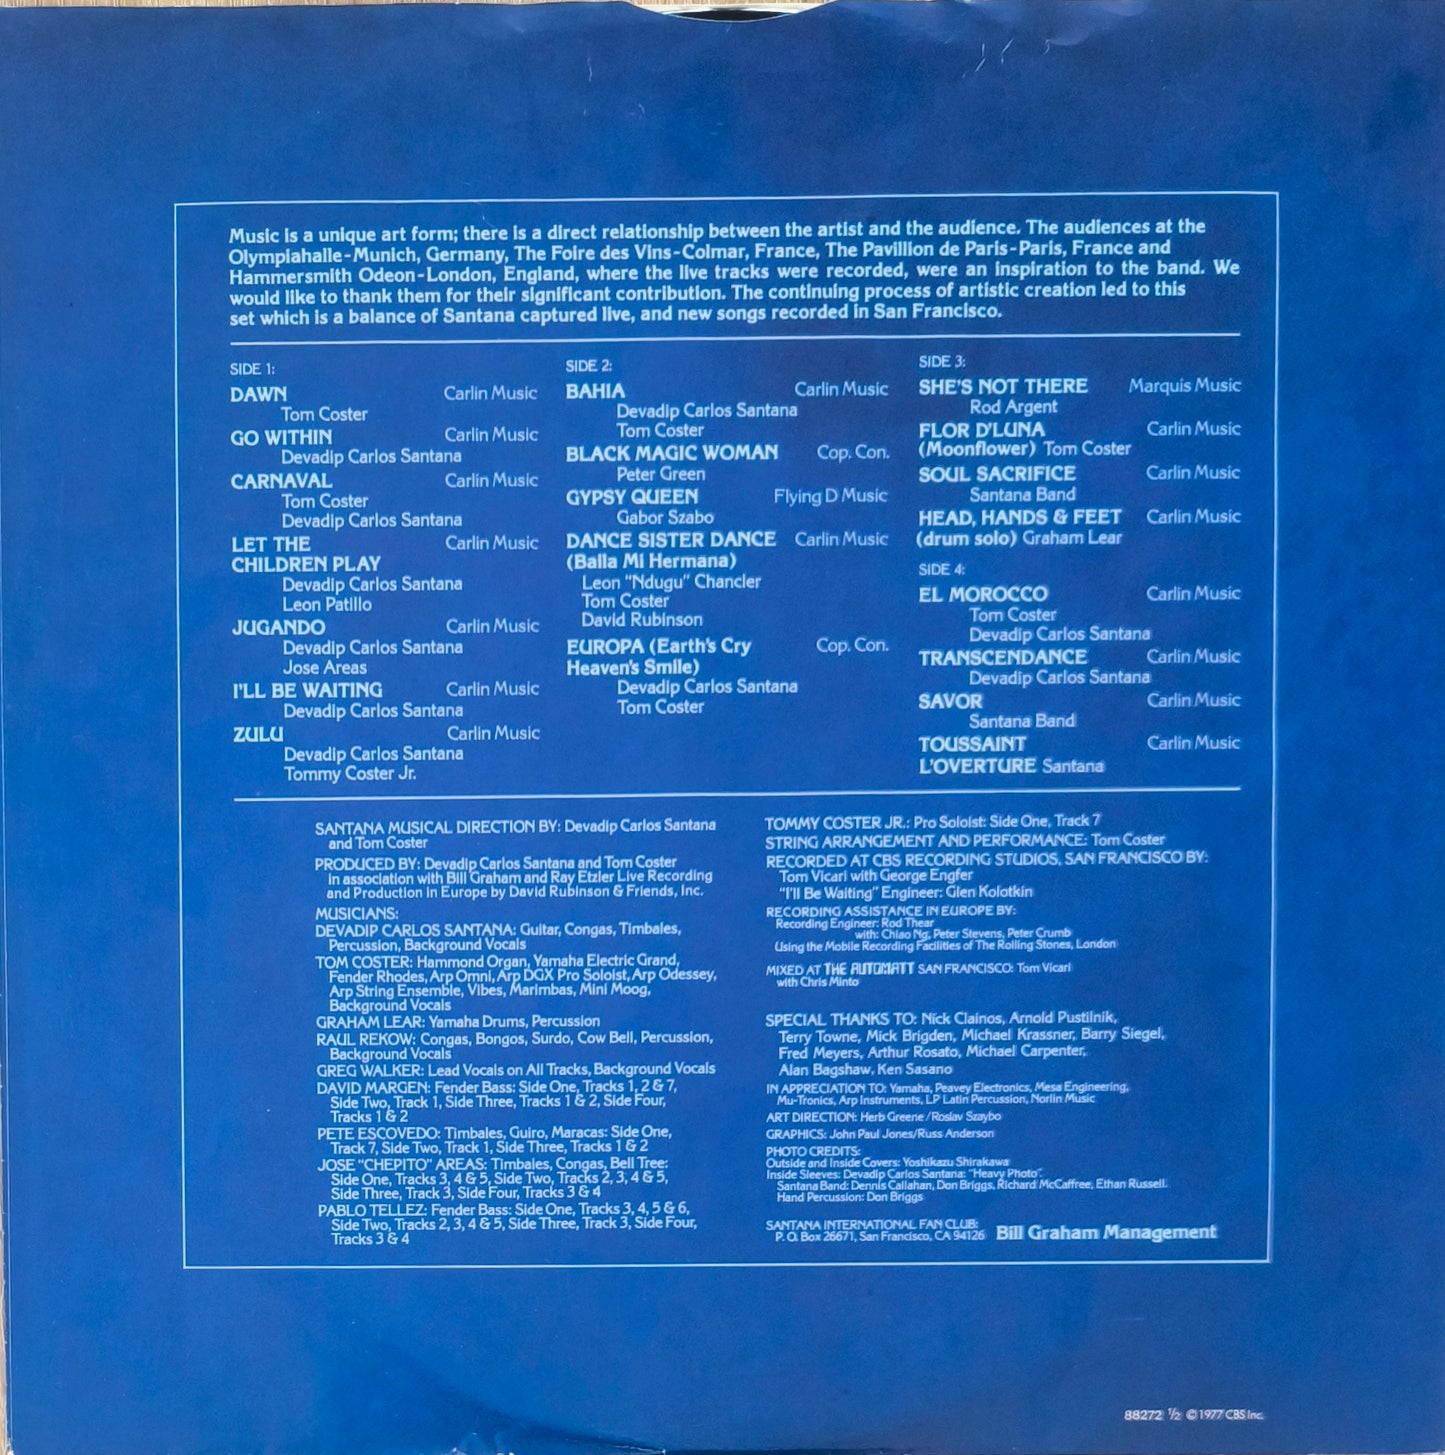 Music is a unique art form; there is a direct relationship between the artist and the audience. The audiences at the
Olympiahalle-Munich, Germany, The Foire des Vins-Colmar, France, The Pavillion de Paris-Paris, France and
Hammersmith Odeon-London, England, where the live tracks were recorded, were an inspiration to the band. We
would like to thank them for their significant contribution. The continuing process of artistic creation led to this
set which is a balance of Santana captured live, and new songs recorded in San Francisco.
SIDE 1:
DAWN Carlin Music
Tom Coster
GO WITHIN Carlin Music
Devadip Carlos Santana
CARNAVAL Carlin Music
Tom Coster
Devadip Carlos Santana
LET THE Carlin Music
CHILDREN PLAY
Devadip Carlos Santana
Leon Patillo
JUGANDO Carlin Music
Devadip Carlos Santana
Jose Areas
I'LL BE WAITING Carlin Music
Devadip Carlos Santana
ZULU Carlin Music
Devadip Carlos Santana
Tommy Coster Jr.
SIDE 2:
BAHIA Carlin Music
Devadip Carlos Santana
Tom Coster
BLACK MAGIC WOMAN Cop. Con.
Peter Green
GYPSY QUEEN Flying D Music
Gabor Szabo
DANCE SISTER DANCE Carlin Music
(Baila Mi Hermana)
Leon "Ndugu" Chancler
Tom Coster
David Rubinson
EUROPA (Earth's Cry Cop. Con.
Heaven's Smile)
Devadip Carlos Santana
Tom Coster
SIDE 3:
SHE'S NOT THERE Marquis Music
Rod Argent
FLOR D'LUNA Carlin Music
(Moonflower) Tom Coster
SOUL SACRIFICE Carlin Music
Santana Band
HEAD, HANDS & FEET Carlin Music
(drum solo) Graham Lear
SIDE 4:
EL MOROCCO Carlin Music
Tom Coster
Devadip Carlos Santana
TRANSCENDANCE Carlin Music
Devadip Carlos Santana
SAVOR Carlin Music
Santana Band
TOUSSAINT Carlin Music
L'OVERTURE Santana
SANTANA MUSICAL DIRECTION BY: Devadip Carlos Santana
and Tom Coster
PRODUCED BY: Devadip Carlos Santana and Tom Coster
in association with Bill Graham and Ray Etzler Live Recording
and Production in Europe by David Rubinson & Friends, Inc.
MUSICIANS:
DEVADIP CARLOS SANTANA: Guitar, Congas, Timbales,
Percussion, Background Vocals
TOM COSTER: Hammond Organ, Yamaha Electric Grand,
Fender Rhodes, Arp Omni, Arp DGX Pro Soloist, Arp Odessey,
Arp String Ensemble, Vibes, Marimbas, Mini Moog,
Background Vocals
GRAHAM LEAR: Yamaha Drums, Percussion
RAUL REKOW: Congas, Bongos, Surdo, Cow Bell, Percussion,
Background Vocals
GREG WALKER: Lead Vocals on All Tracks, Background Vocals
DAVID MARGEN: Fender Bass: Side One, Tracks 1, 2 & 7,
Side Two, Track 1, Side Three, Tracks 1 & 2, Side Four,
Tracks 1 & 2
PETE ESCOVEDO: Timbales, Guiro, Maracas: Side One,
Track 7, Side Two, Track 1, Side Three, Tracks 1 & 2
JOSE "CHEPITO" AREAS: Timbales, Congas, Bell Tree:
Side One, Tracks 3, 4 & 5, Side Two, Tracks 2, 3, 4 & 5,
Side Three, Track 3, Side Four, Tracks 3 & 4
PABLO TELLEZ: Fender Bass: Side One, Tracks 3, 4, 5 & 6,
Side Two, Tracks 2, 3, 4 & 5, Side Three, Track 3, Side Four,
Tracks 3 & 4
TOMMY COSTER JR.: Pro Soloist: Side One, Track 7
STRING ARRANGEMENT AND PERFORMANCE: Tom Coster
RECORDED AT CBS RECORDING STUDIOS, SAN FRANCISCO BY:
Tom Vicari with George Engfer
"I'll Be Waiting" Engineer: Glen Kolotkin
RECORDING ASSISTANCE IN EUROPE BY:
Recording Engineer: Rod Thear
with: Chiao Ng, Peter Stevens, Peter Crumb
Using the Mobile Recording Facilities of The Rolling Stones, London
MIXED AT THE AUTOMATT SAN FRANCISCO: Tom Vicari
with Chris Minto
SPECIAL THANKS TO: Nick Clainos, Arnold Pustilnik,
Terry Towne, Mick Brigden, Michael Krassner, Barry Siegel,
Fred Meyers, Arthur Rosato, Michael Carpenter,
Alan Bagshaw, Ken Sasano
IN APPRECIATION TO: Yamaha, Peavey Electronics, Mesa Engineering,
Mu-Tronics, Arp Instruments, LP Latin Percussion, Norlin Music
ART DIRECTION: Herb Greene/Roslav Szaybo
GRAPHICS: John Paul Jones/Russ Anderson
PHOTO CREDITS:
Outside and Inside Covers: Yoshikazu Shirakawa
Inside Sleeves: Devadip Carlos Santana: "Heavy Photo".
Santana Band: Dennis Callahan, Don Briggs, Richard McCaffree, Ethan Russell.
Hand Percussion: Don Briggs
SANTANA INTERNATIONAL FAN CLUB:
P.O. Box 26671, San Francisco, CA 94126 Bill Graham Management
88272 1/2 © 1977 CBS Inc.